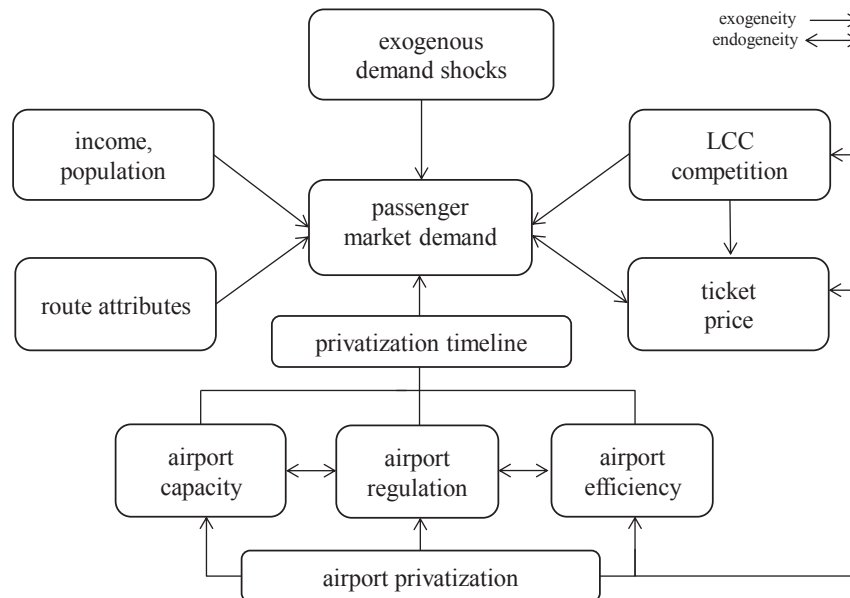 exogenous
demand shocks
exogeneity
endogeneity
income,
population
LCC
competition
passenger
market demand
route attributes
ticket
price
privatization timeline
airport
capacity
airport
regulation
airport
efficiency
airport privatization